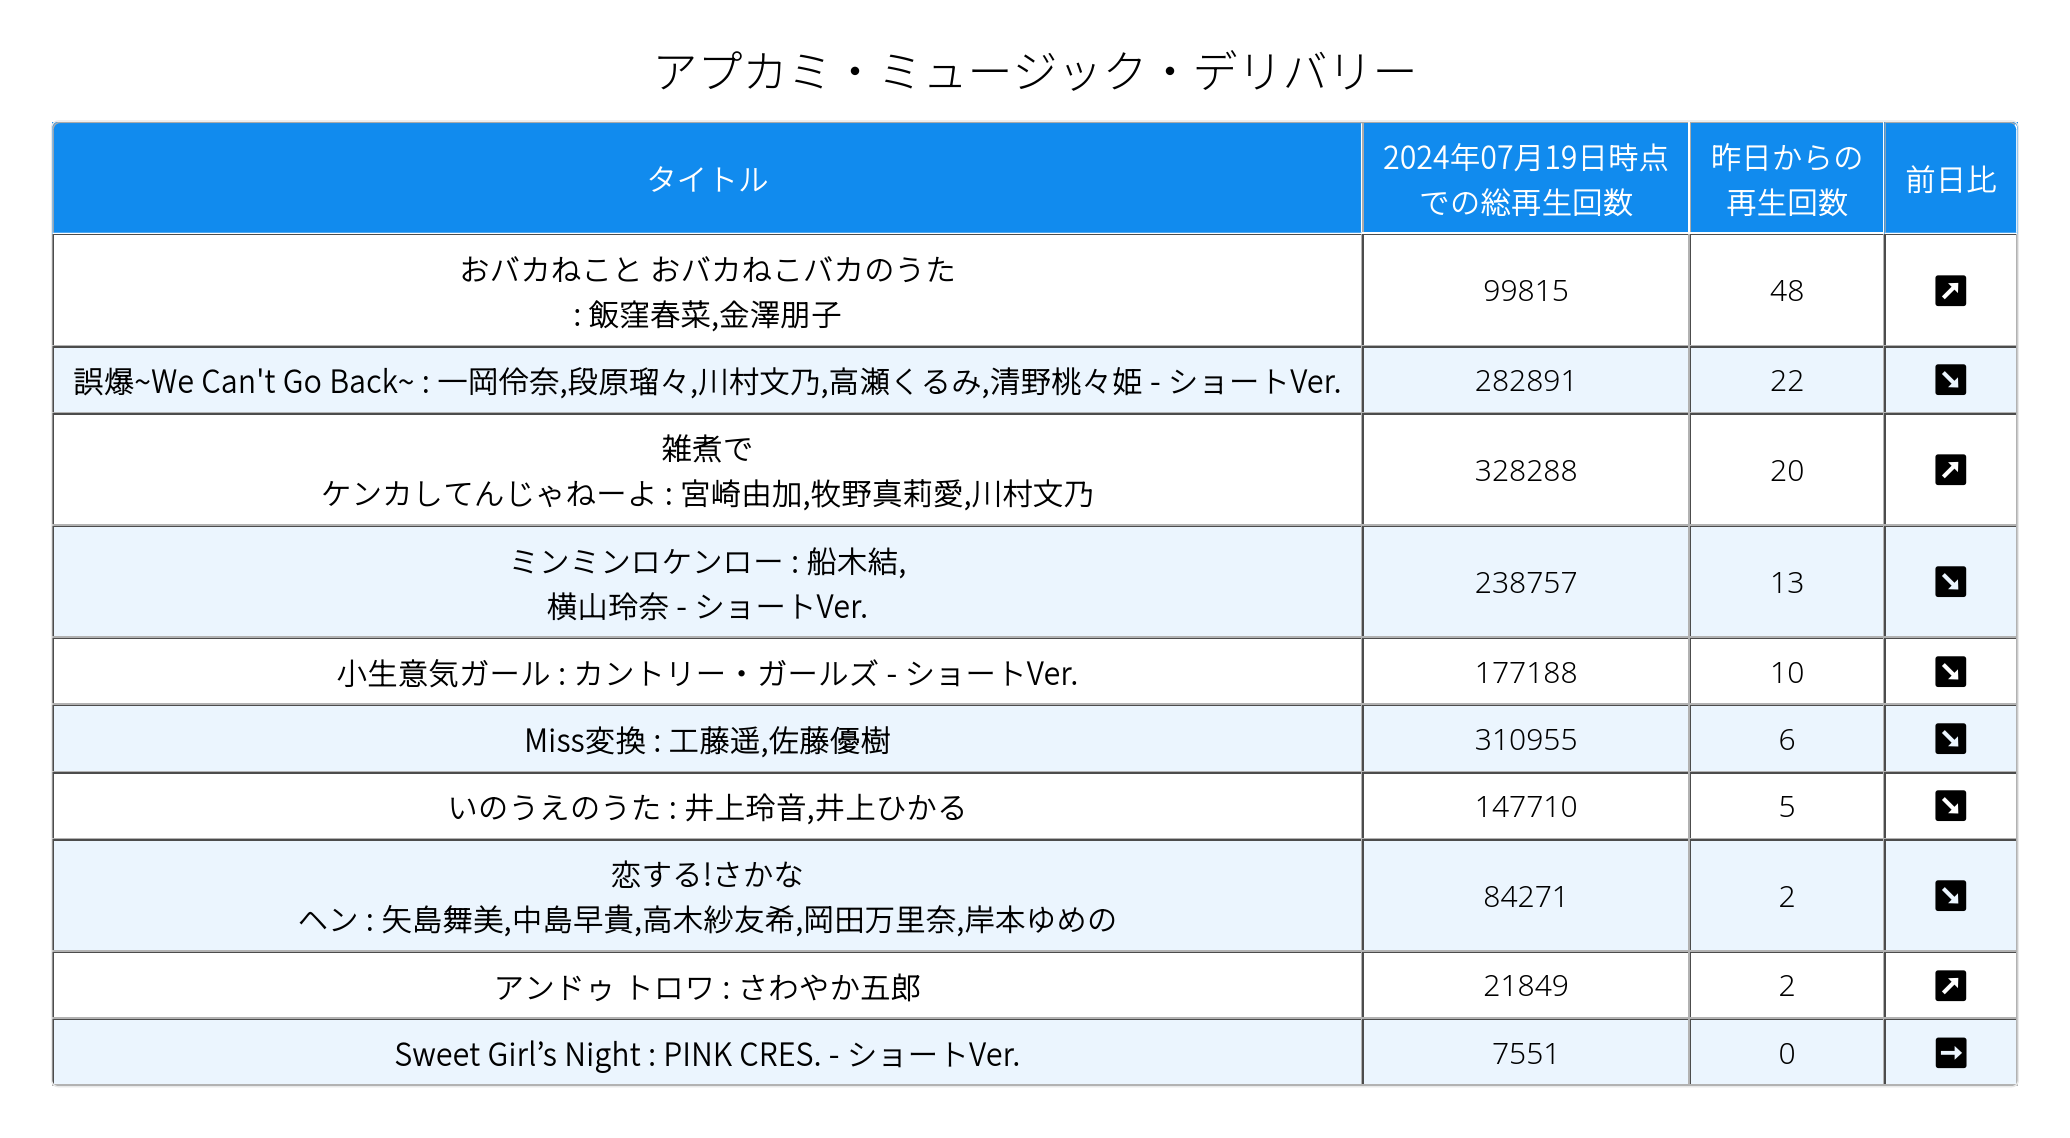 アプカミ・ミュージック・デリバリー
タイトル
2024年07月19日時点
での総再生回数
昨日からの
再生回数
前日比
おバカねこと おバカねこバカのうた
: 飯窪春菜,金澤朋子
99815
48
誤爆~We Can't Go Back~ : 一岡伶奈,段原瑠々,川村文乃,高瀬くるみ,清野桃々姫 - ショートVer.
282891
22
雑煮で
ケンカしてんじゃねーよ : 宮崎由加,牧野真莉愛,川村文乃
328288
20
ミンミンロケンロー : 船木結,
横山玲奈 - ショートVer.
238757
13
小生意気ガール : カントリー・ガールズ - ショートVer.
177188
10
Miss変換 : 工藤遥,佐藤優樹
310955
6
いのうえのうた : 井上玲音,井上ひかる
147710
5
恋する!さかな
ヘン : 矢島舞美,中島早貴,高木紗友希,岡田万里奈,岸本ゆめの
84271
2
アンドゥ トロワ : さわやか五郎
21849
2
Sweet Girl’s Night : PINK CRES. - ショートVer.
7551
0